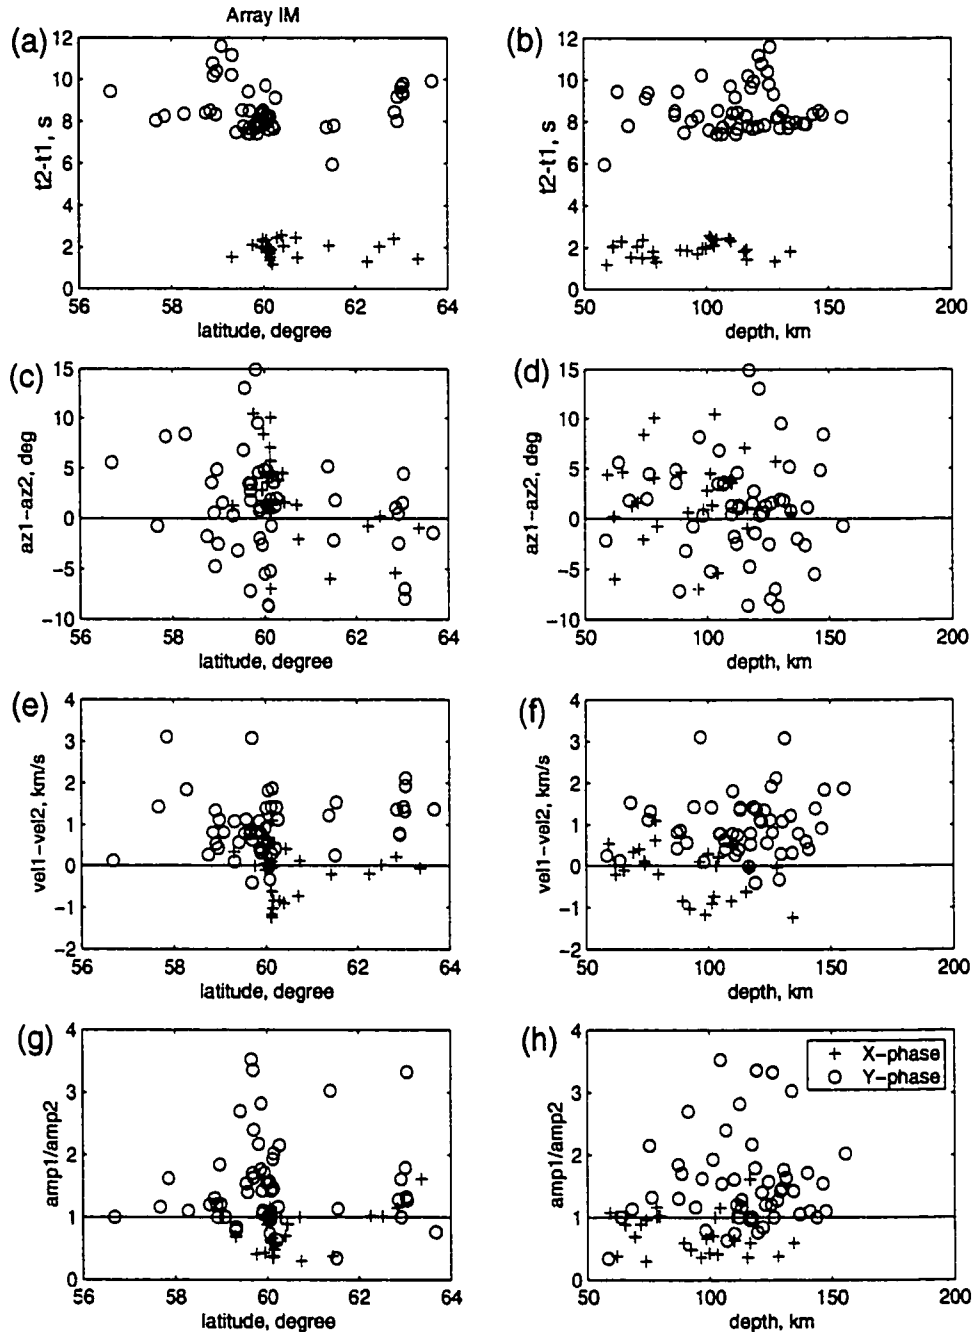 Array IM
(a)
12
10
8
6
4
2
0
t2-t1, s
56 58 60 62 64
latitude, degree
(b)
12
10
8
6
4
2
0
t2-t1, s
50 100 150 200
depth, km
(c)
15
10
5
0
-5
-10
az1-az2, deg
56 58 60 62 64
latitude, degree
(d)
15
10
5
0
-5
-10
az1-az2, deg
50 100 150 200
depth, km
(e)
4
3
2
1
0
-1
-2
vel1-vel2, km/s
56 58 60 62 64
latitude, degree
(f)
4
3
2
1
0
-1
-2
vel1-vel2, km/s
50 100 150 200
depth, km
(g)
4
3
2
1
0
amp1/amp2
56 58 60 62 64
latitude, degree
(h)
4
3
2
1
0
amp1/amp2
X-phase
Y-phase
50 100 150 200
depth, km